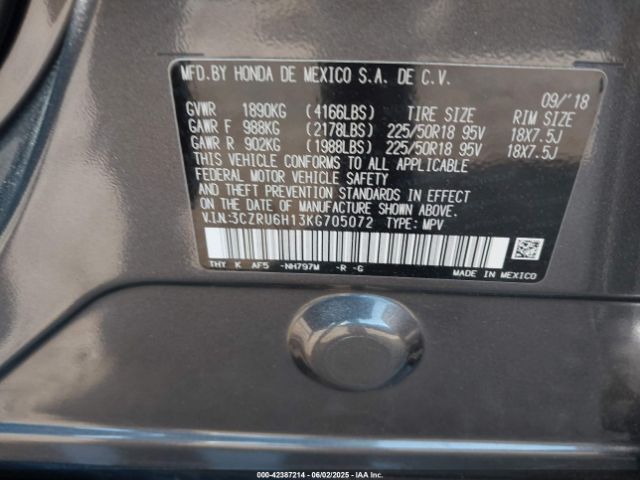 MFD.BY HONDA DE MEXICO S.A. DE C.V.
09/'18
GVWR 1890KG (4166LBS) TIRE SIZE RIM SIZE
GAWR F 988KG (2178LBS) 225/50R18 95V 18X7.5J
GAWR R 902KG (1988LBS) 225/50R18 95V 18X7.5J
THIS VEHICLE CONFORMS TO ALL APPLICABLE
FEDERAL MOTOR VEHICLE SAFETY
AND THEFT PREVENTION STANDARDS IN EFFECT
ON THE DATE OF MANUFACTURE SHOWN ABOVE.
V.I.N:3CZRU6H13KG705072 TYPE: MPV
THY K AF5 -NH797M -R -G MADE IN MEXICO
000-42387214 - 06/02/2025 - IAAI.COM